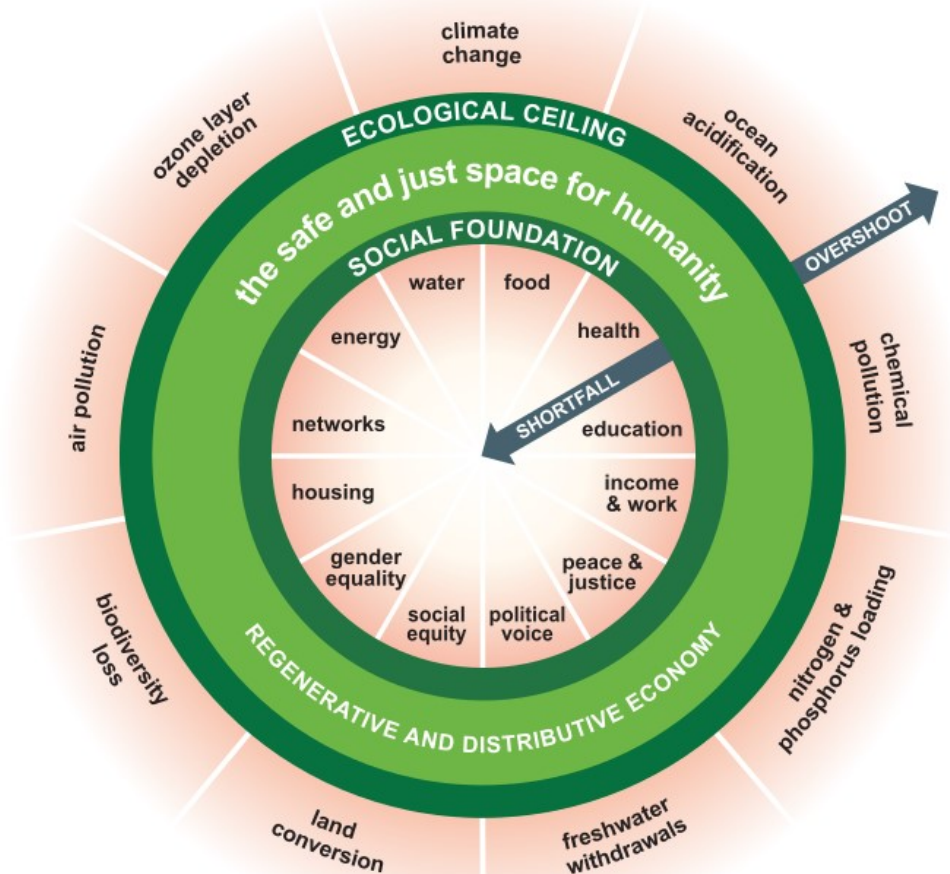 climate
change
ocean
acidification
OVERSHOOT
chemical
pollution
nitrogen &
phosphorus loading
freshwater
withdrawals
land
conversion
biodiversity
loss
air pollution
ozone layer
depletion
ECOLOGICAL CEILING
the safe and just space for humanity
SOCIAL FOUNDATION
water
food
health
SHORTFALL
education
income
& work
peace &
justice
political
voice
social
equity
gender
equality
housing
networks
energy
REGENERATIVE AND DISTRIBUTIVE ECONOMY